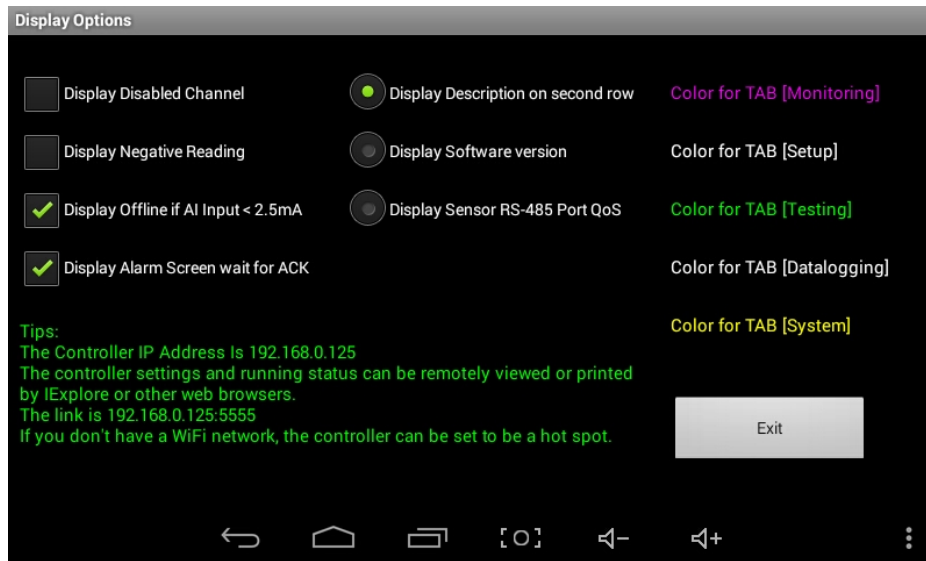 Display Options
Display Disabled Channel
Display Description on second row
Color for TAB [Monitoring]
Display Negative Reading
Display Software version
Color for TAB [Setup]
Display Offline if AI Input < 2.5mA
Display Sensor RS-485 Port QoS
Color for TAB [Testing]
Display Alarm Screen wait for ACK
Color for TAB [Datalogging]
Color for TAB [System]
Tips:
The Controller IP Address Is 192.168.0.125
The controller settings and running status can be remotely viewed or printed
by IExplore or other web browsers.
The link is 192.168.0.125:5555
If you don't have a WiFi network, the controller can be set to be a hot spot.
Exit